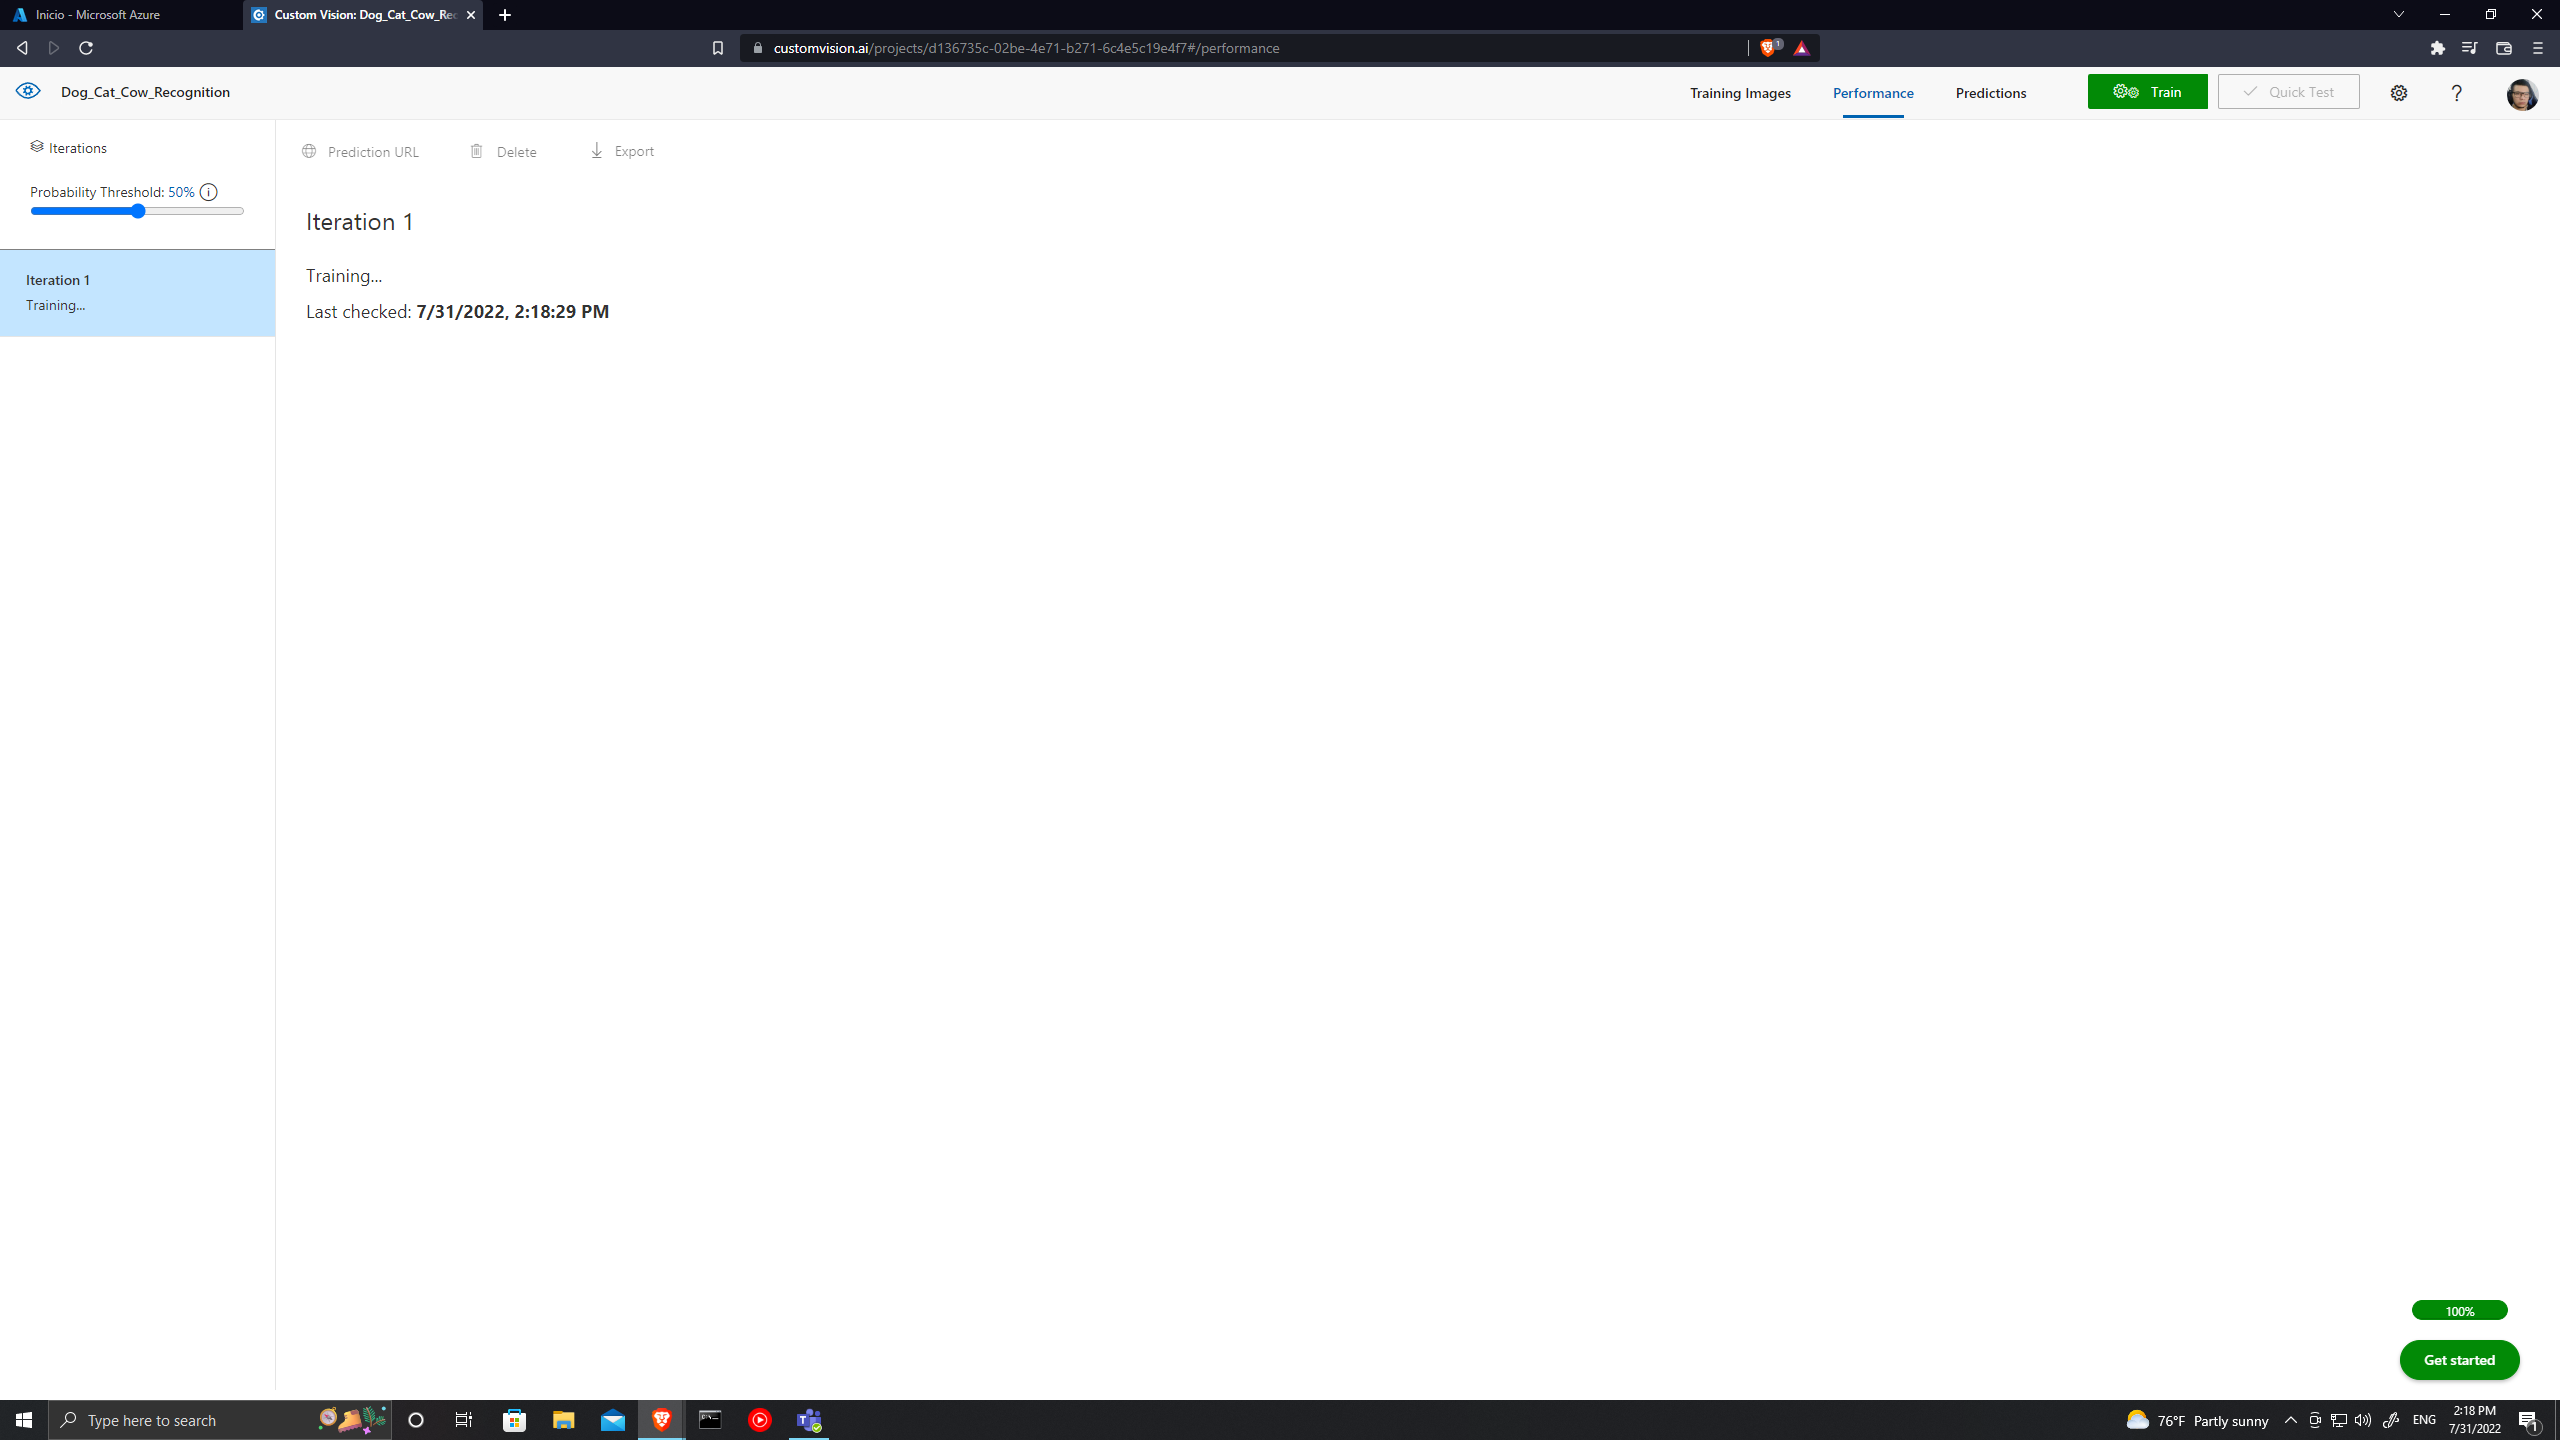 Inicio - Microsoft Azure
Custom Vision: Dog_Cat_Cow_Rec
customvision.ai/projects/d136735c-02be-4e71-b271-6c4e5c19e4f7#/performance
1
Dog_Cat_Cow_Recognition
Training Images
Performance
Predictions
Train
Quick Test
?
Iterations
Probability Threshold: 50%
Prediction URL
Delete
Export
Iteration 1
Training...
Iteration 1
Training...
Last checked: 7/31/2022, 2:18:29 PM
100%
Get started
Type here to search
76°F Partly sunny
ENG
2:18 PM
7/31/2022
1